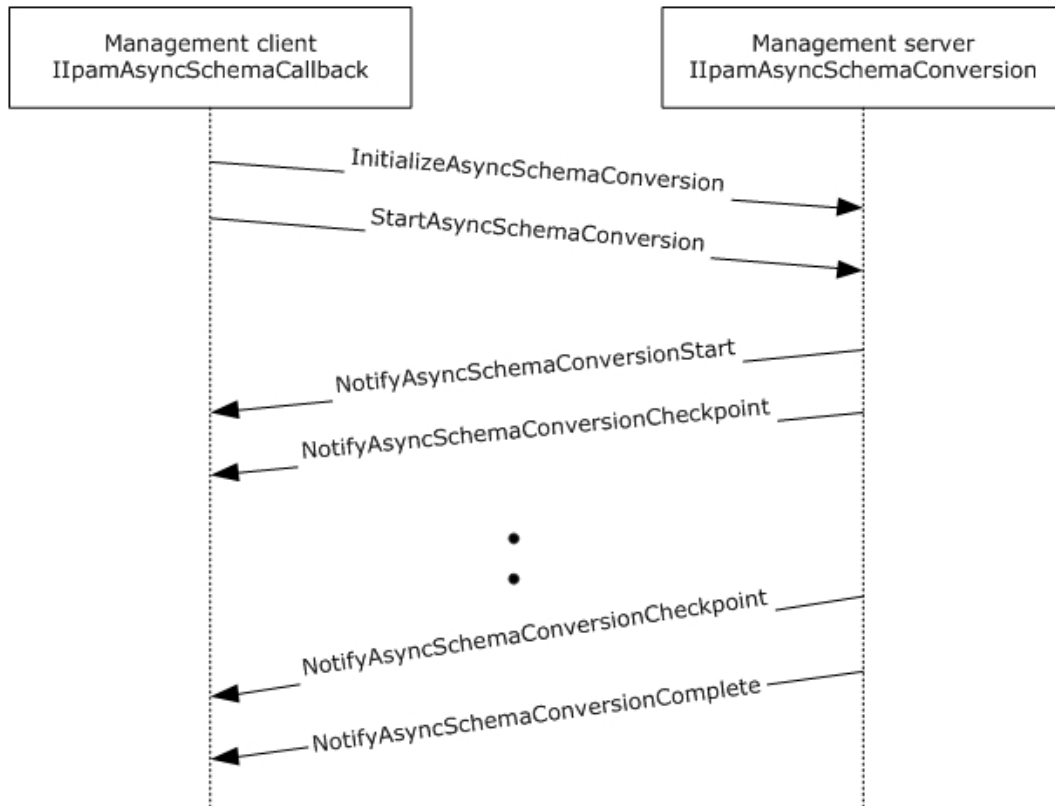 Management client
IIpamAsyncSchemaCallback
Management server
IIpamAsyncSchemaConversion
InitializeAsyncSchemaConversion
StartAsyncSchemaConversion
NotifyAsyncSchemaConversionStart
NotifyAsyncSchemaConversionCheckpoint
NotifyAsyncSchemaConversionCheckpoint
NotifyAsyncSchemaConversionComplete